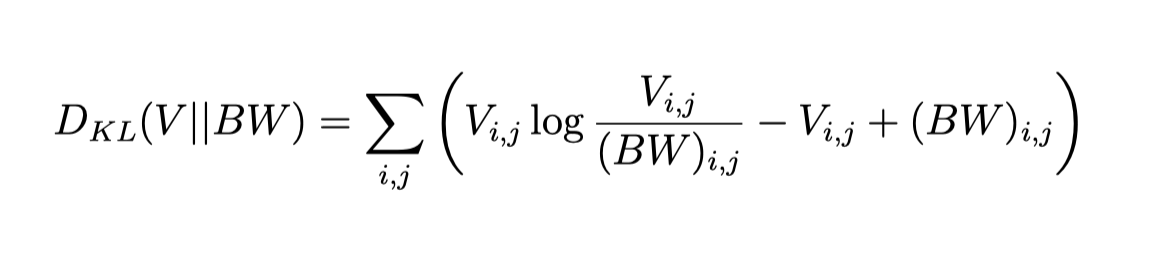 D_{KL}(V||BW) = \sum_{i,j} \left( V_{i,j} \log \frac{V_{i,j}}{(BW)_{i,j}} - V_{i,j} + (BW)_{i,j} \right)